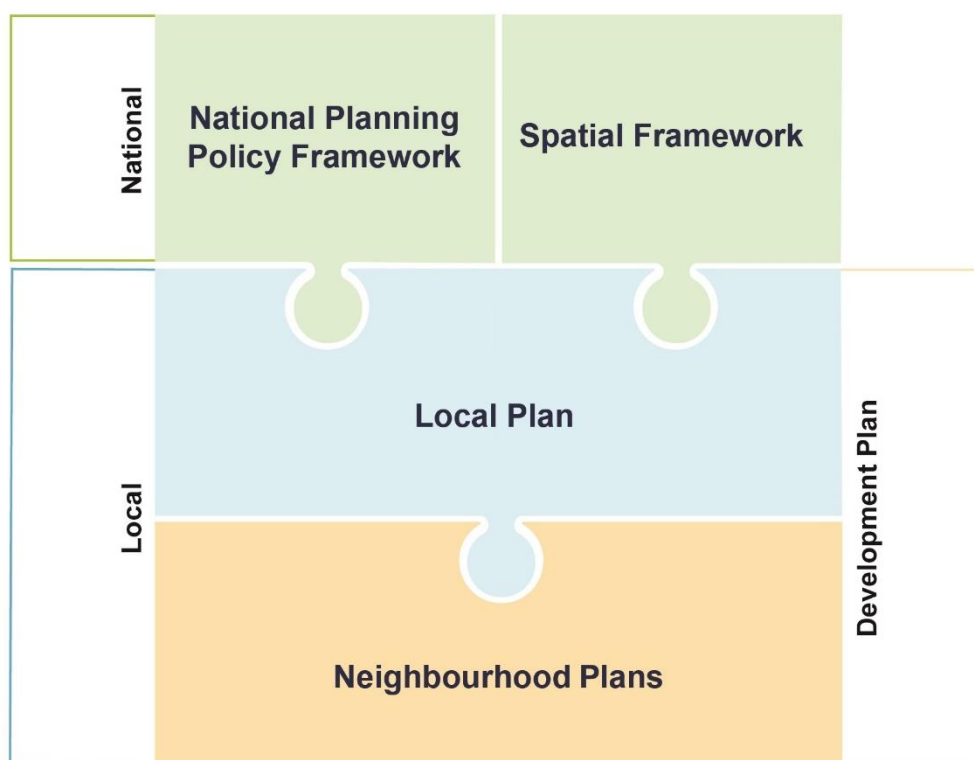 National
National Planning
Policy Framework
Spatial Framework
Local
Local Plan
Development Plan
Neighbourhood Plans